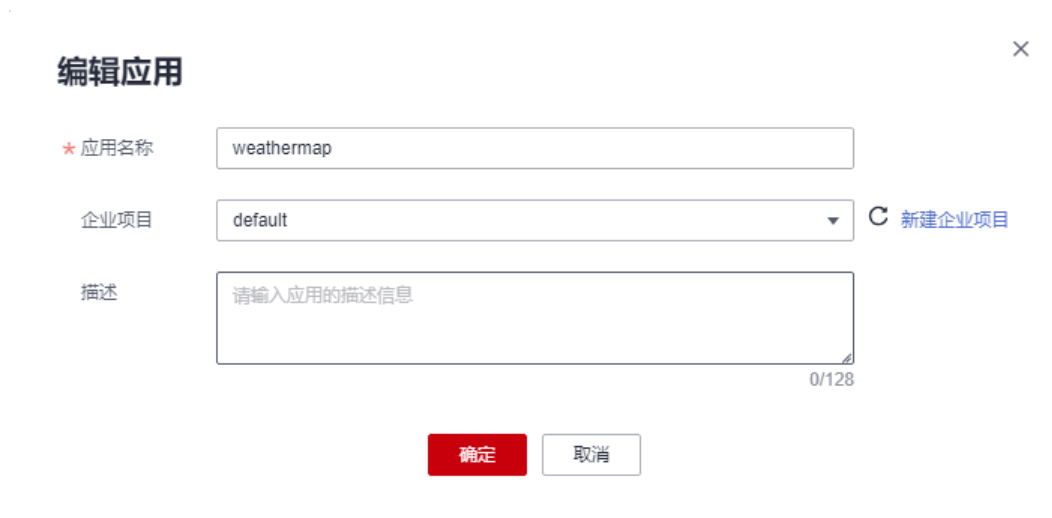 编辑应用
* 应用名称 weathermap
企业项目 default 新建企业项目
描述 请输入应用的描述信息
0/128
确定 取消